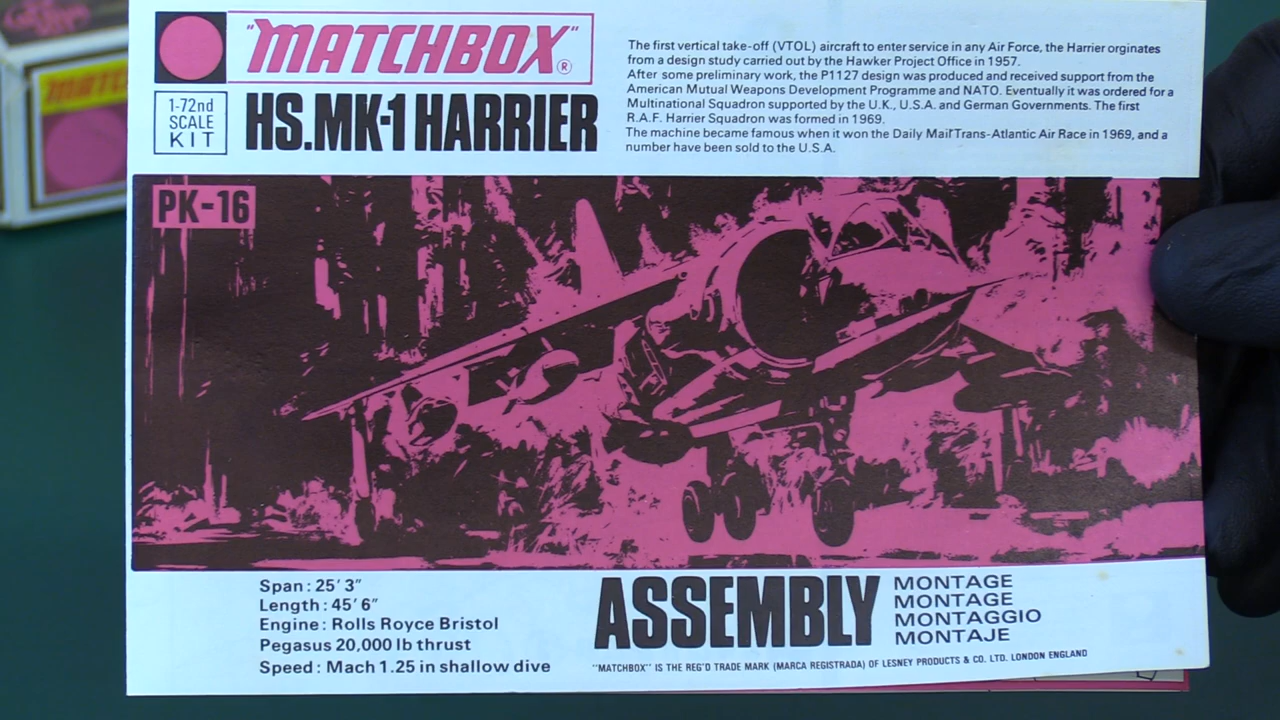 "MATCHBOX"®
1-72nd
SCALE
KIT
HS.MK-1 HARRIER
The first vertical take-off (VTOL) aircraft to enter service in any Air Force, the Harrier orginates
from a design study carried out by the Hawker Project Office in 1957.
After some preliminary work, the P1127 design was produced and received support from the
American Mutual Weapons Development Programme and NATO. Eventually it was ordered for a
Multinational Squadron supported by the U.K., U.S.A. and German Governments. The first
R.A.F. Harrier Squadron was formed in 1969.
The machine became famous when it won the Daily Mail Trans-Atlantic Air Race in 1969, and a
number have been sold to the U.S.A.
PK-16
Span : 25' 3"
Length : 45' 6"
Engine : Rolls Royce Bristol
Pegasus 20,000 lb thrust
Speed : Mach 1.25 in shallow dive
ASSEMBLY
MONTAGE
MONTAGE
MONTAGGIO
MONTAJE
"MATCHBOX" IS THE REG'D TRADE MARK (MARCA REGISTRADA) OF LESNEY PRODUCTS & CO. LTD. LONDON ENGLAND
MATC